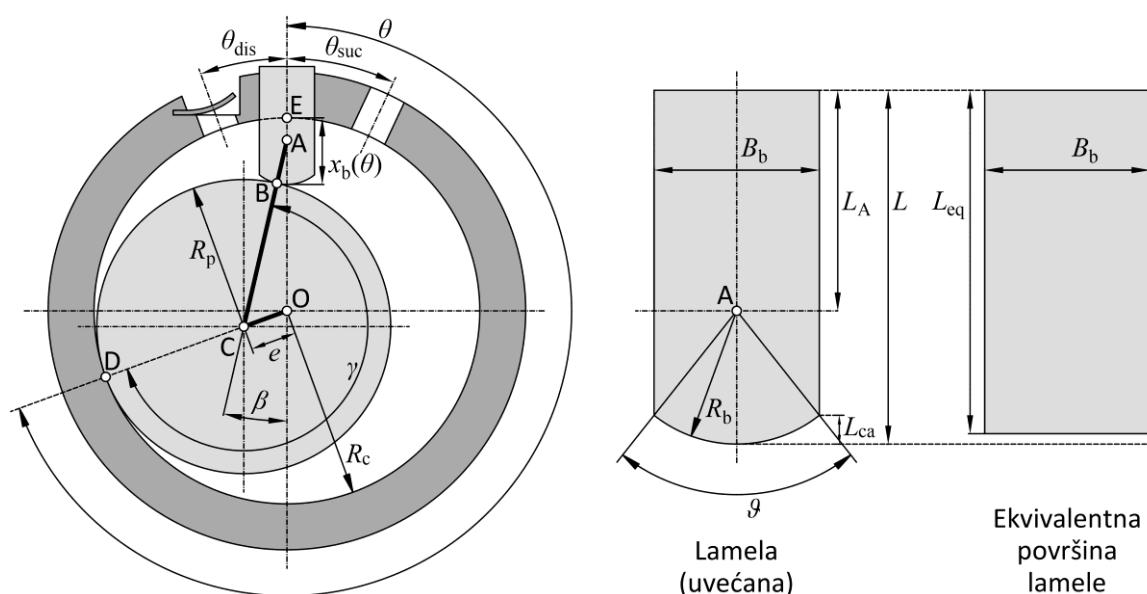 θ
θdis
θsuc
E
A
xb(θ)
B
Rp
O
C
e
D
γ
β
Rc
Bb
Bb
LA
L
Leq
A
Rb
Lca
ϑ
Lamela
(uvećana)
Ekvivalentna
površina
lamele